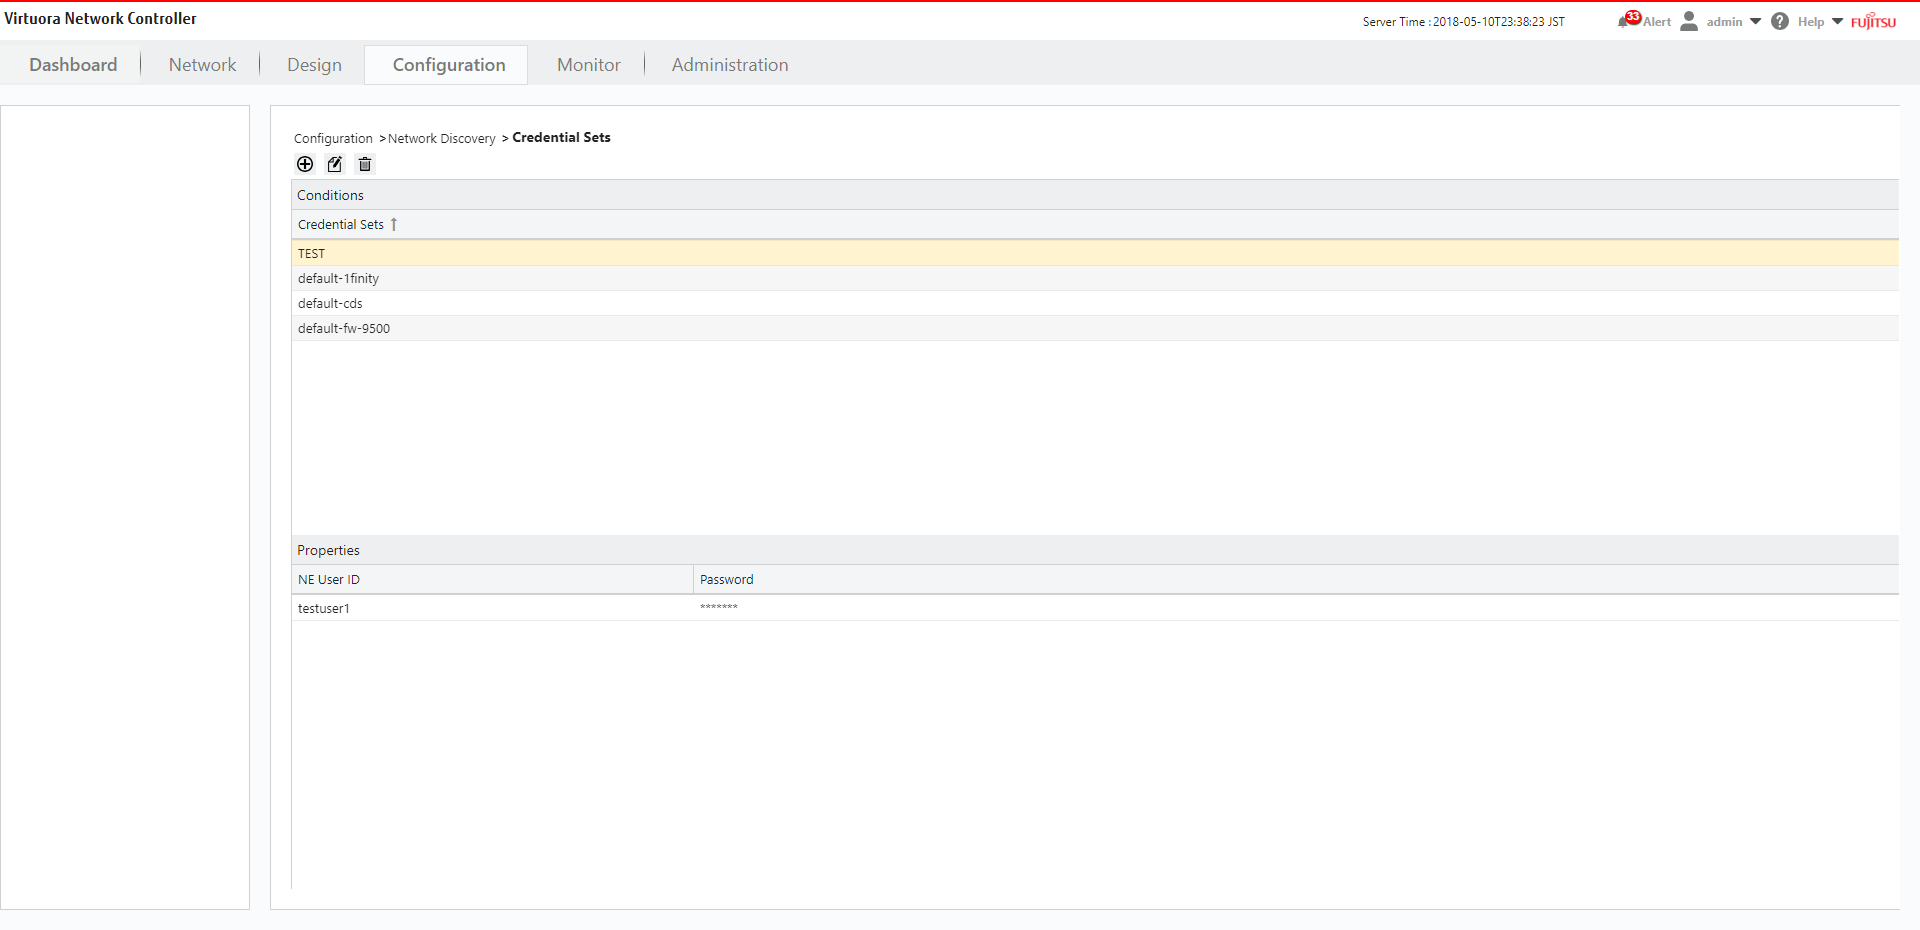 Virtuora Network Controller
Server Time : 2018-05-10T23:38:23 JST
33 Alert admin ? Help FUJITSU
Dashboard Network Design Configuration Monitor Administration
Configuration >Network Discovery > Credential Sets
Conditions
Credential Sets ↑
TEST
default-1finity
default-cds
default-fw-9500
Properties
NE User ID Password
testuser1 *******